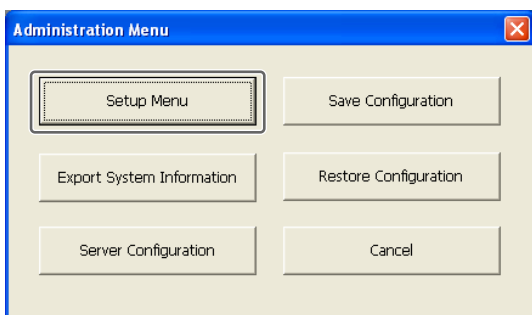 Administration Menu
Setup Menu
Save Configuration
Export System Information
Restore Configuration
Server Configuration
Cancel